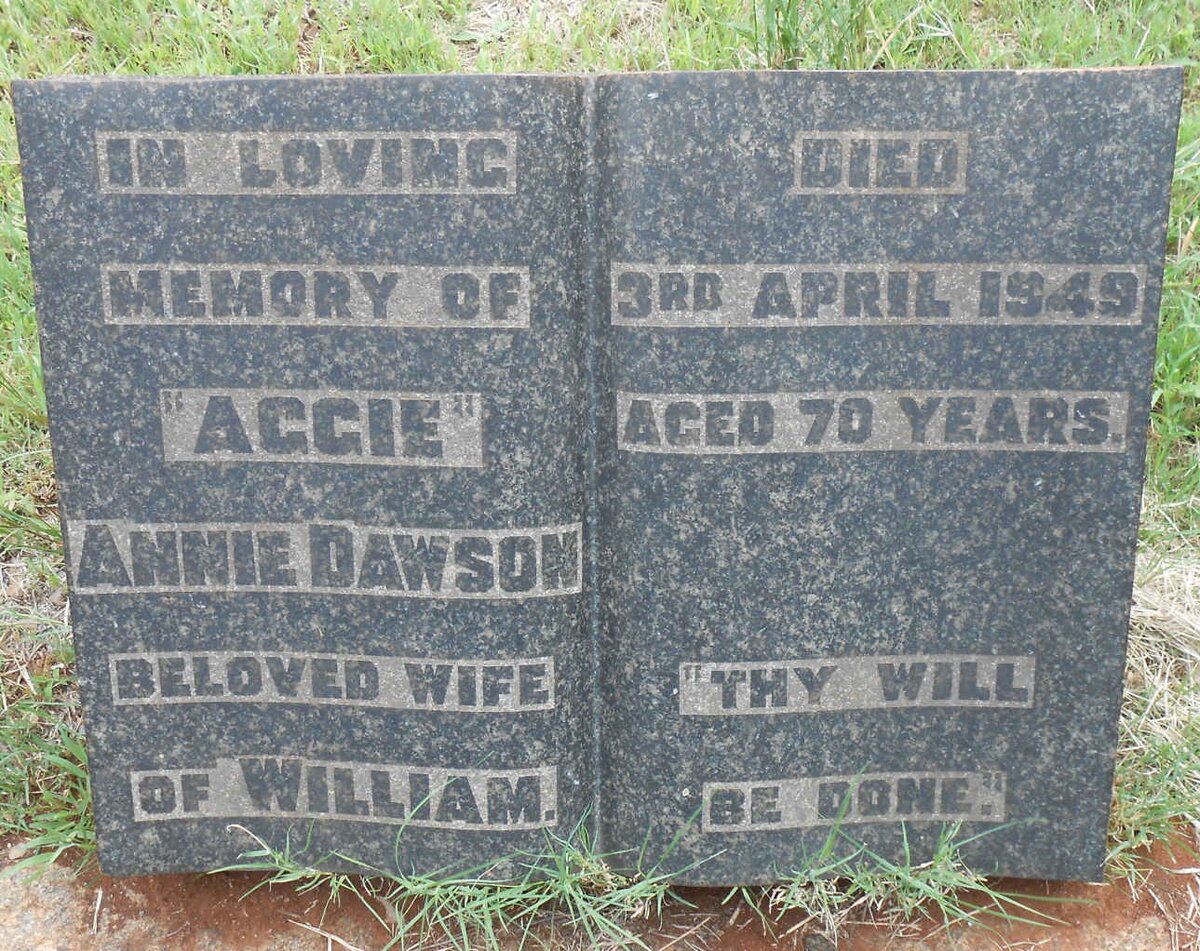 IN LOVING
MEMORY OF
"AGGIE"
ANNIE DAWSON
BELOVED WIFE
OF WILLIAM.
DIED
3RD APRIL 1949
AGED 70 YEARS.
"THY WILL
BE DONE."